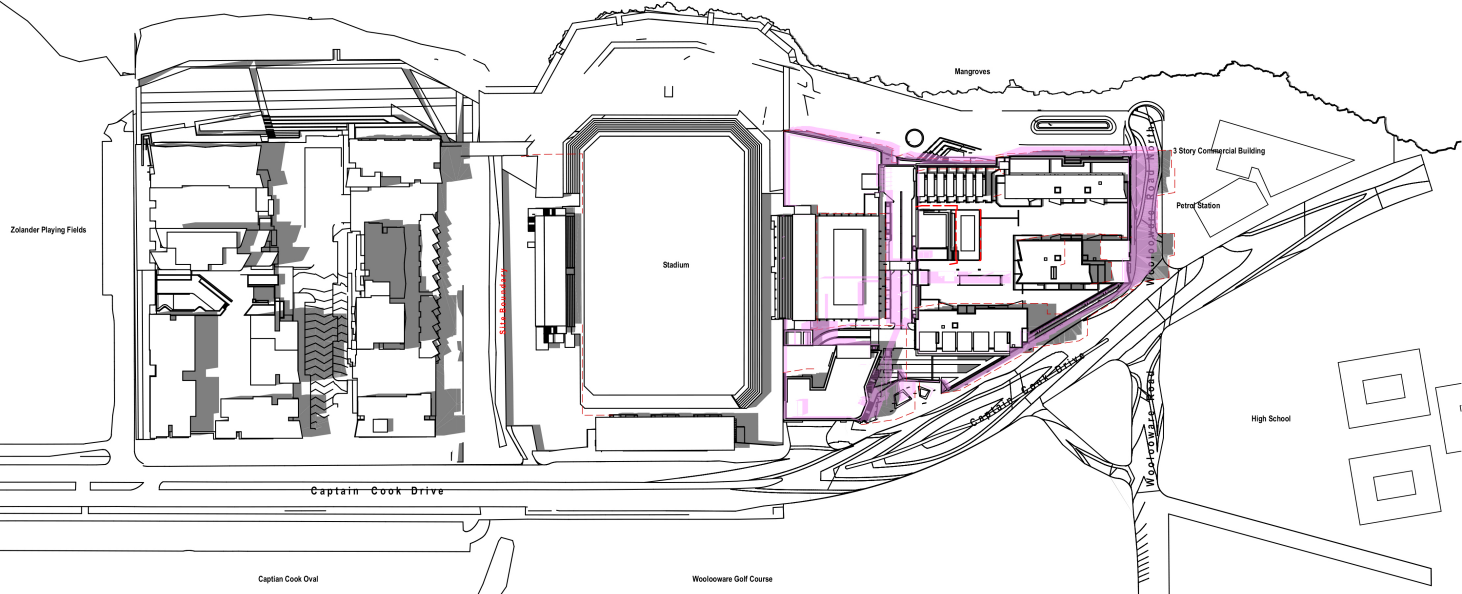 Mangroves
3 Story Commercial Building
Woolooware Road North
Petrol Station
Zolander Playing Fields
Stadium
Site Boundary
Captain Cook Drive
Woolooware Road
High School
Captain Cook Drive
Captian Cook Oval
Woolooware Golf Course